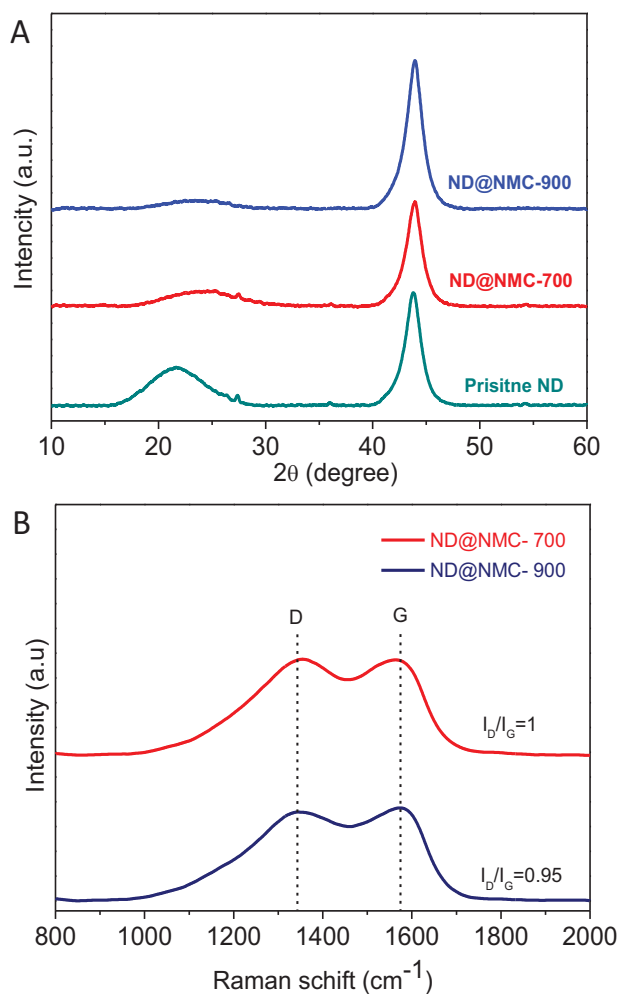 A
Intencity (a.u.)
ND@NMC-900
ND@NMC-700
Prisitne ND
10 20 30 40 50 60
2θ (degree)
B
Intensity (a.u)
ND@NMC- 700
ND@NMC- 900
D G
I_D/I_G=1
I_D/I_G=0.95
800 1000 1200 1400 1600 1800 2000
Raman schift (cm⁻¹)